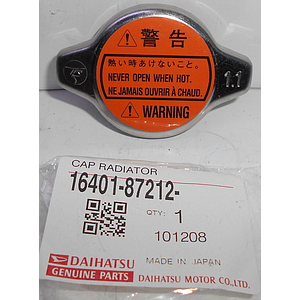 ⚠ 警告
熱い時あけないこと。
NEVER OPEN WHEN HOT.
NE JAMAIS OUVRIR À CHAUD.
⚠ WARNING
1.1
CAP RADIATOR
16401-87212-
QTY: 1
101208
MADE IN JAPAN
DAIHATSU
GENUINE PARTS
DAIHATSU MOTOR CO.,LTD.